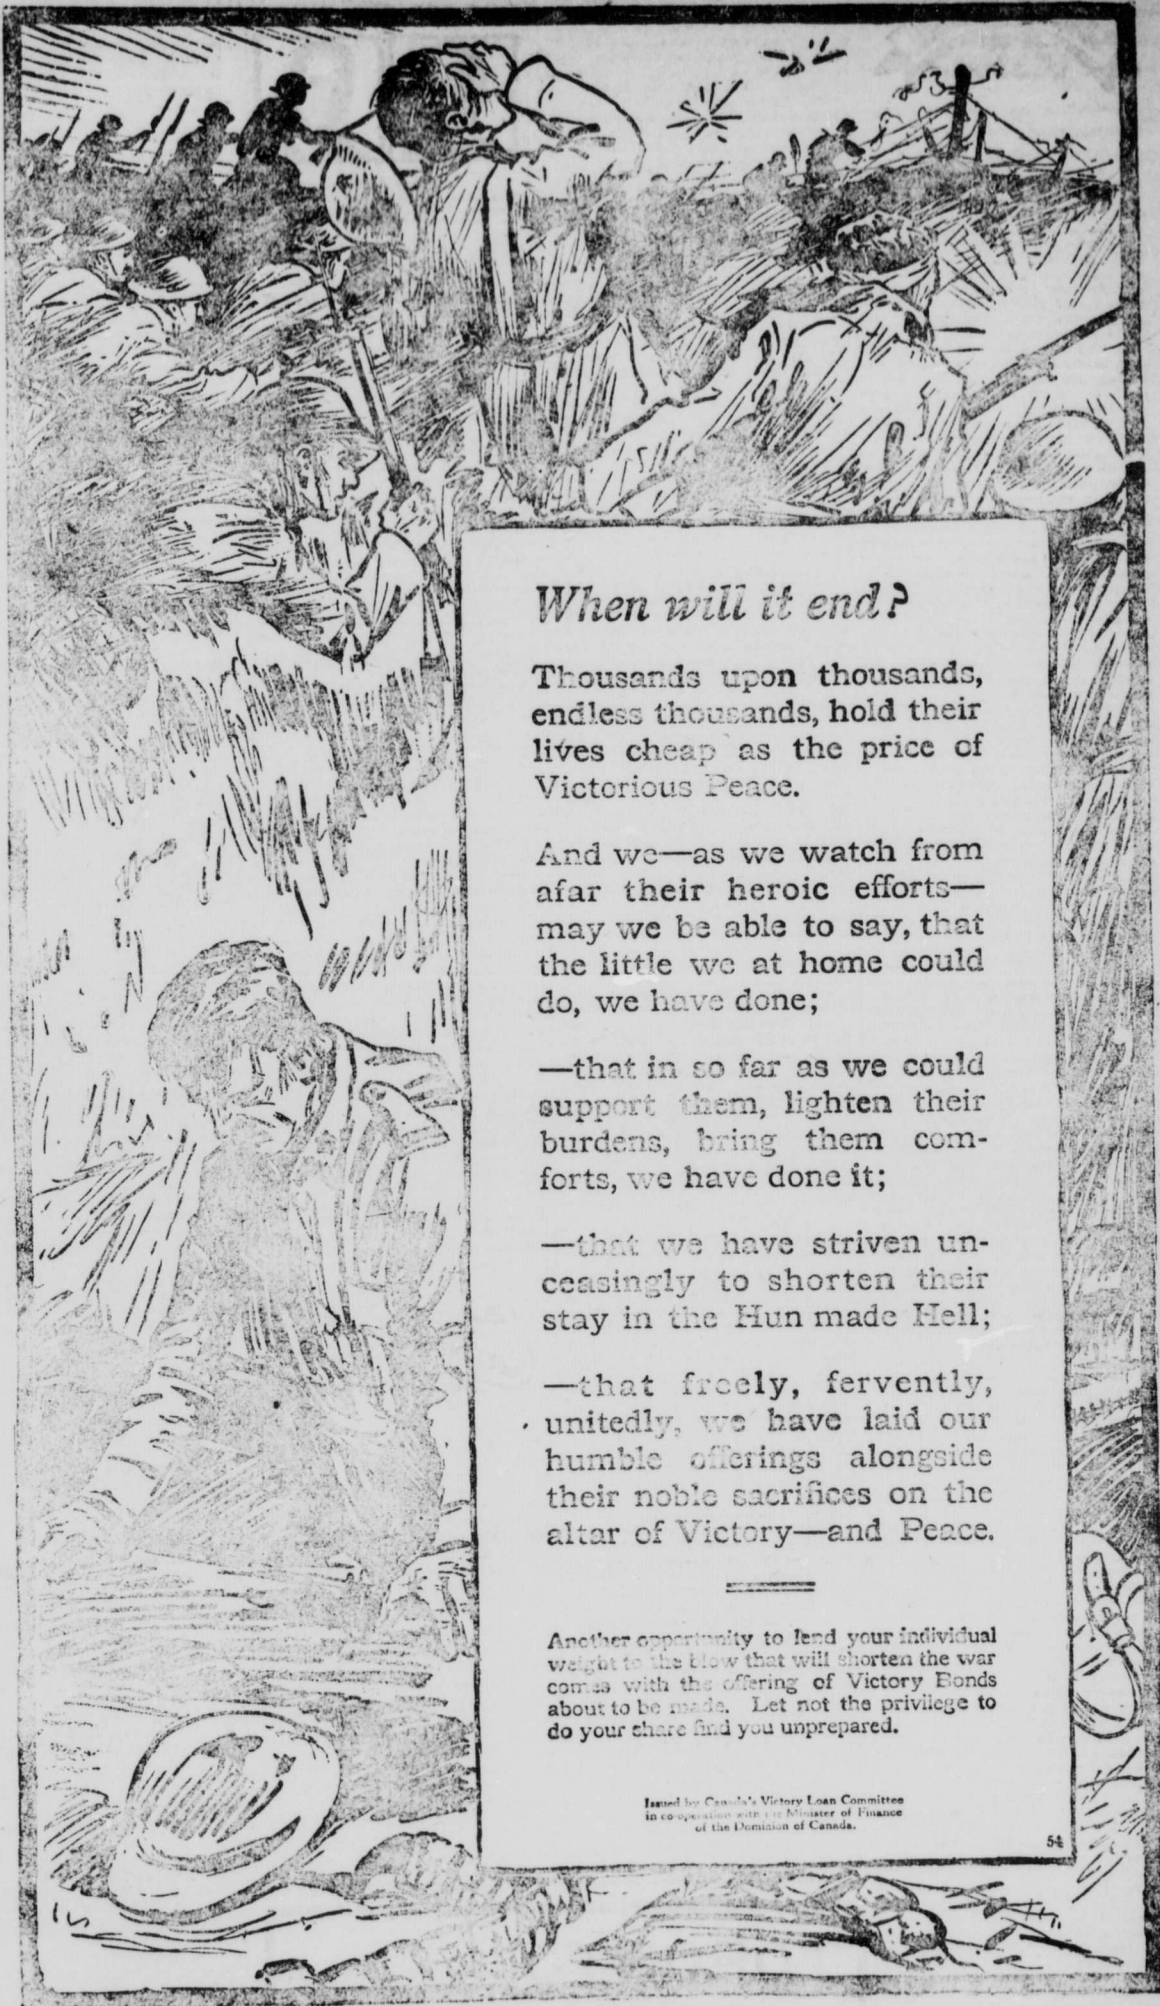 When will it end?
Thousands upon thousands,
endless thousands, hold their
lives cheap as the price of
Victorious Peace.
And we—as we watch from
afar their heroic efforts—
may we be able to say, that
the little we at home could
do, we have done;
—that in so far as we could
support them, lighten their
burdens, bring them com-
forts, we have done it;
—that we have striven un-
ceasingly to shorten their
stay in the Hun made Hell;
—that freely, fervently,
unitedly, we have laid our
humble offerings alongside
their noble sacrifices on the
altar of Victory—and Peace.
Another opportunity to lend your individual
weight to the blow that will shorten the war
comes with the offering of Victory Bonds
about to be made. Let not the privilege to
do your share find you unprepared.
Issued by Canada's Victory Loan Committee
in co-operation with the Minister of Finance
of the Dominion of Canada.
54